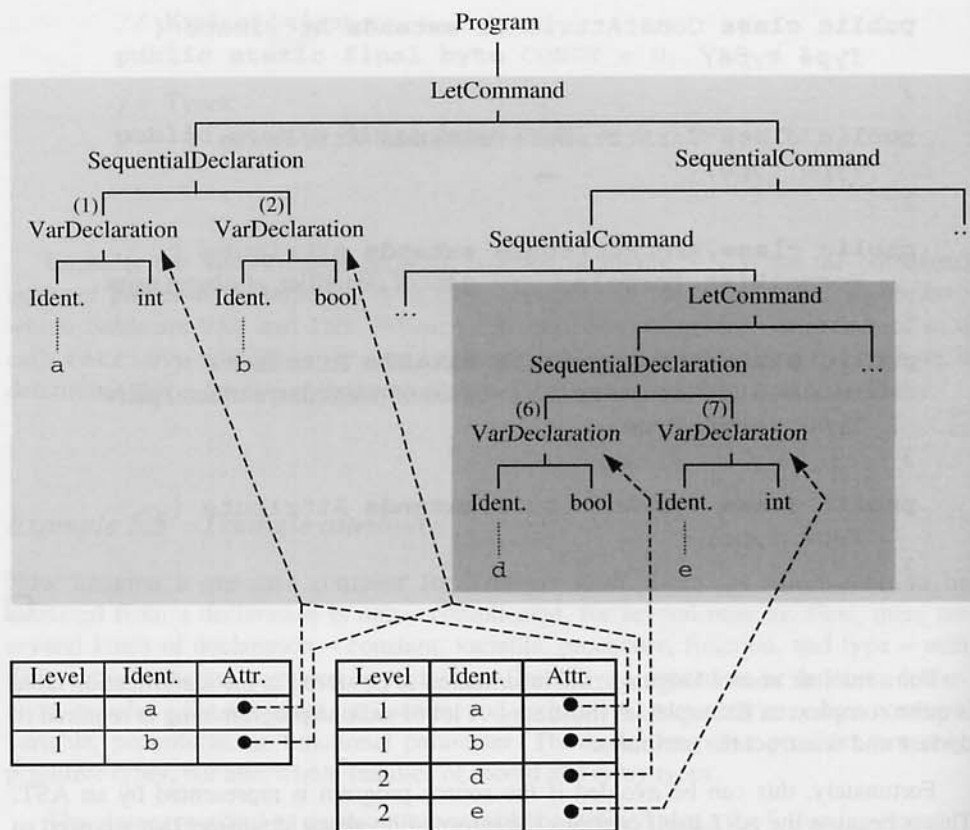 Program
LetCommand
SequentialDeclaration SequentialCommand
(1) (2) ...
VarDeclaration VarDeclaration SequentialCommand
Ident. int Ident. bool ... LetCommand
a b SequentialDeclaration ...
(6) (7)
VarDeclaration VarDeclaration
Ident. bool Ident. int
d e
Level Ident. Attr.
1 a
1 b
Level Ident. Attr.
1 a
1 b
2 d
2 e